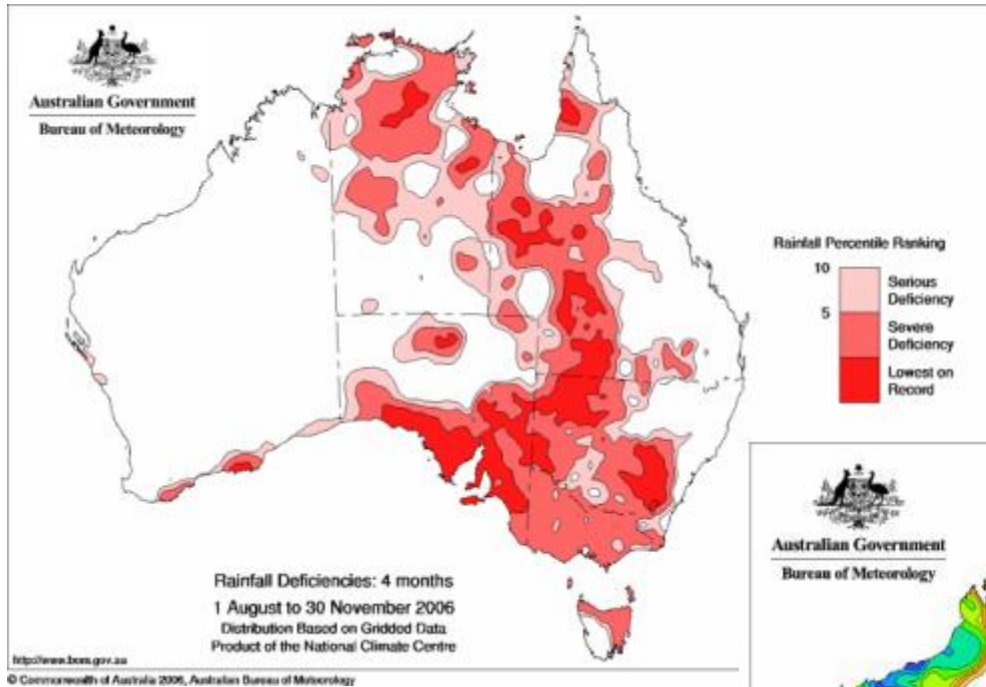 Australian Government
Bureau of Meteorology
Rainfall Percentile Ranking
10
Serious
Deficiency
5
Severe
Deficiency
Lowest on
Record
Rainfall Deficiencies: 4 months
1 August to 30 November 2006
Distribution Based on Gridded Data
Product of the National Climate Centre
http://www.bom.gov.au
© Commonwealth of Australia 2006, Australian Bureau of Meteorology
Australian Government
Bureau of Meteorology